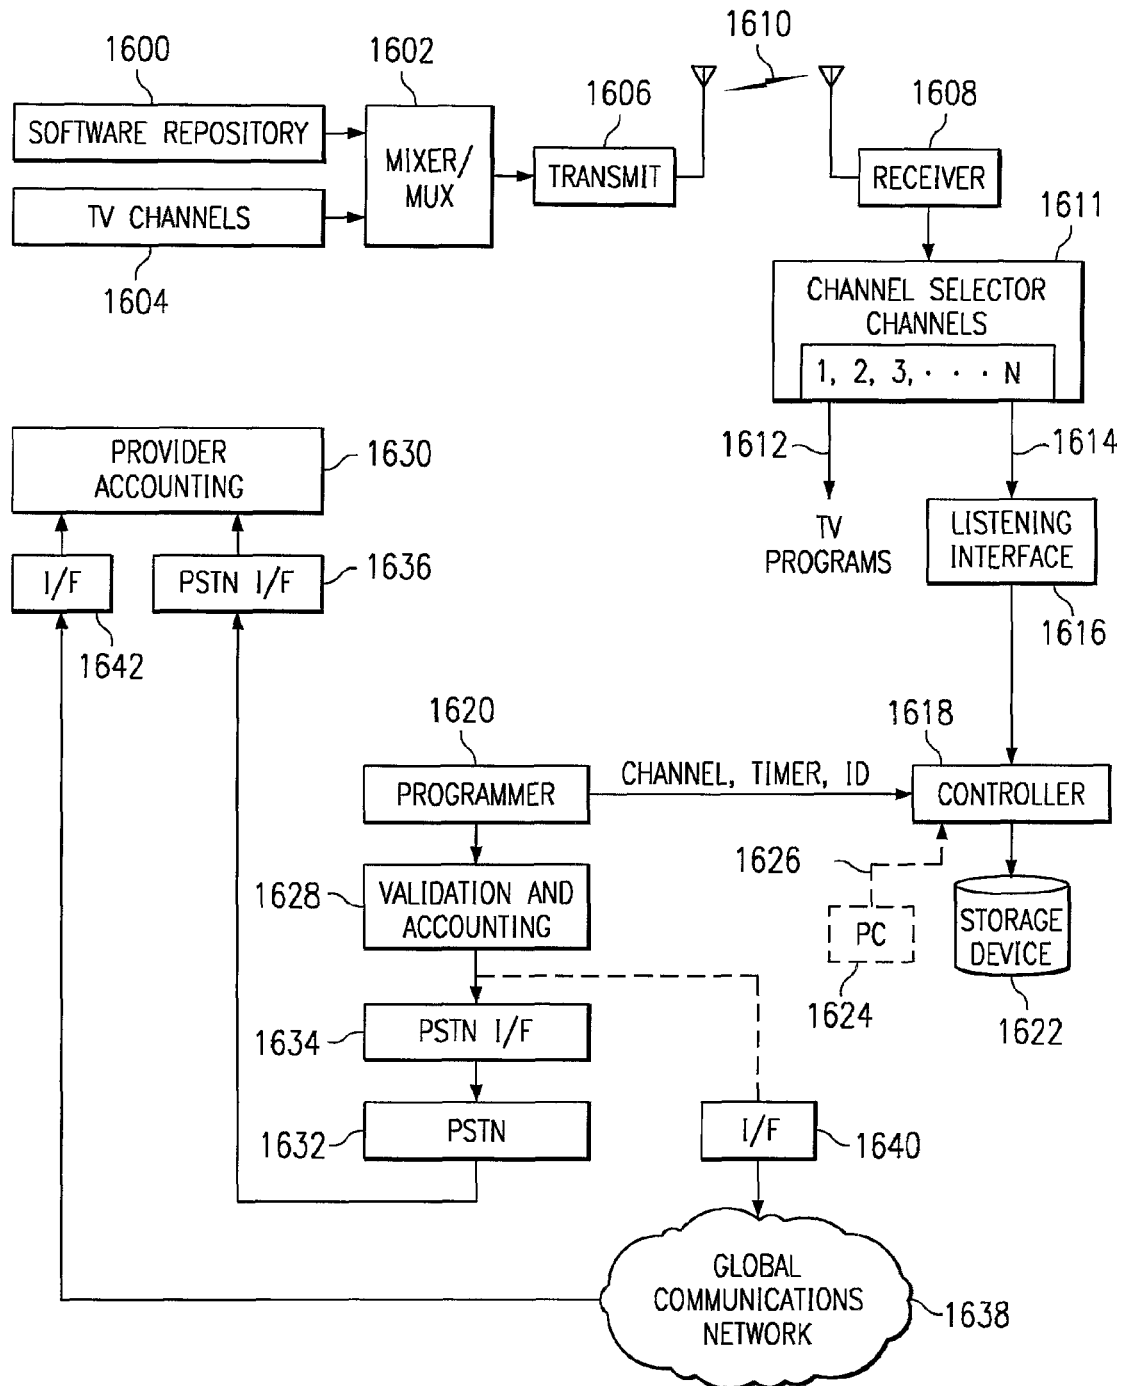 1600
1602
1610
1606
1608
SOFTWARE REPOSITORY
MIXER/
MUX
TRANSMIT
RECEIVER
TV CHANNELS
1604
1611
CHANNEL SELECTOR
CHANNELS
1, 2, 3, · · · N
1612
1614
PROVIDER
ACCOUNTING
1630
TV
PROGRAMS
LISTENING
INTERFACE
I/F
PSTN I/F
1636
1616
1642
1620
1618
PROGRAMMER
CHANNEL, TIMER, ID
CONTROLLER
1626
1628
VALIDATION AND
ACCOUNTING
PC
STORAGE
DEVICE
1624
1622
1634
PSTN I/F
1632
PSTN
I/F
1640
GLOBAL
COMMUNICATIONS
NETWORK
1638